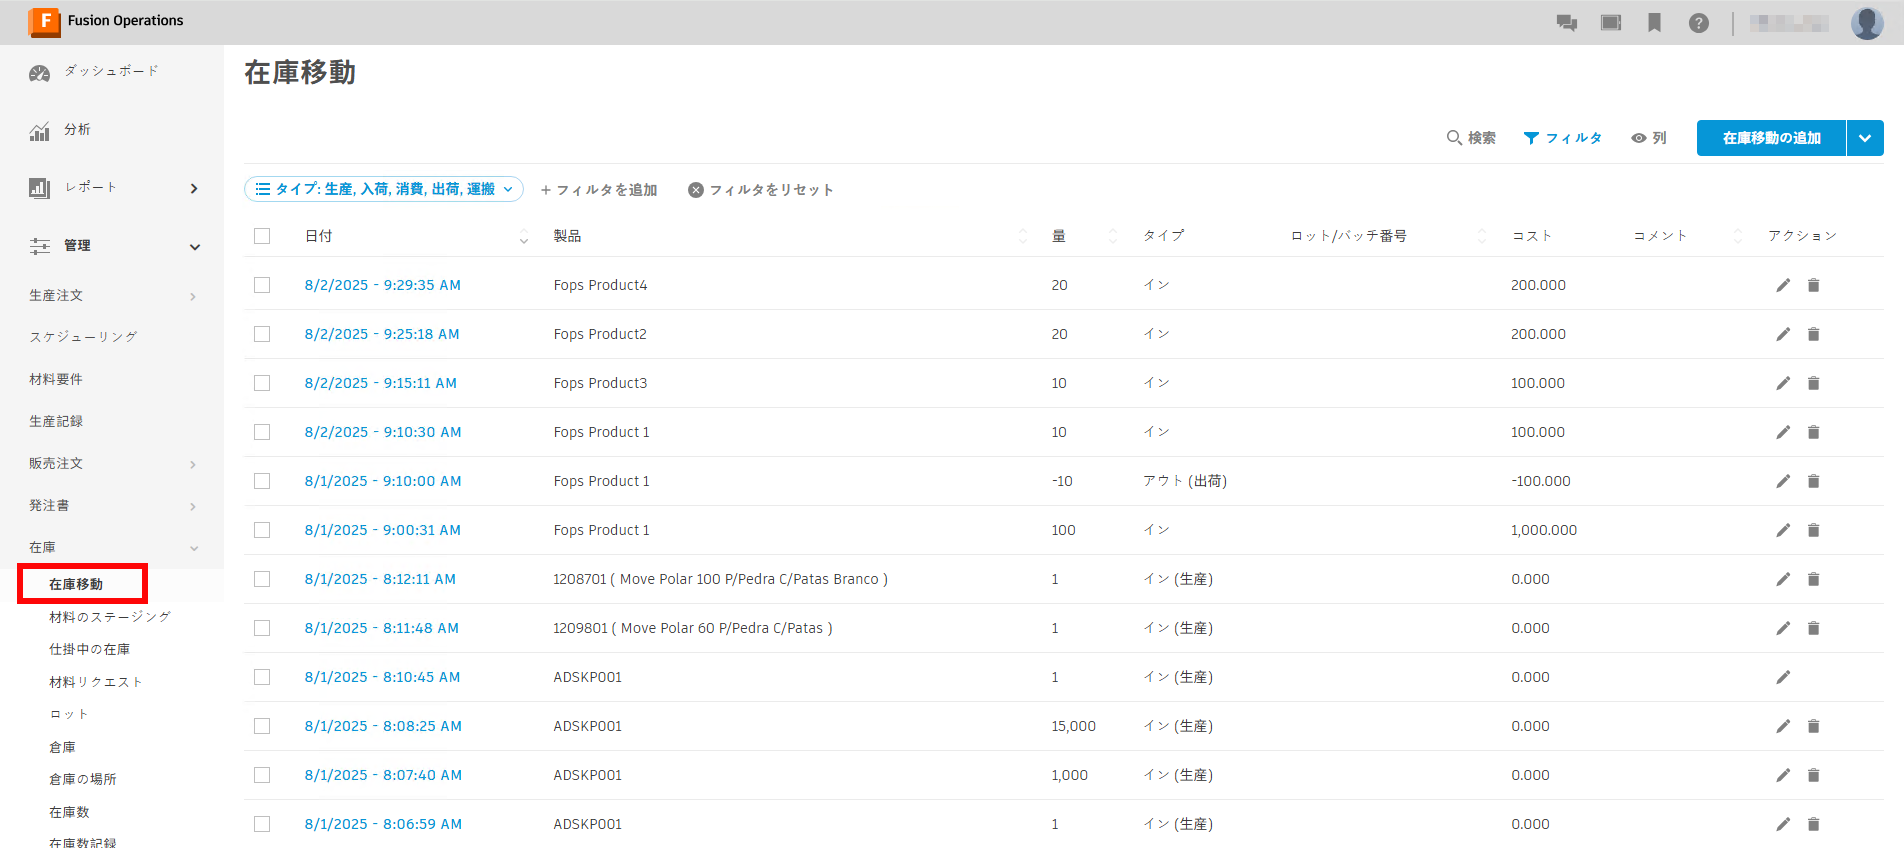 Fusion Operations
ダッシュボード
分析
レポート
管理
生産注文
スケジューリング
材料要件
生産記録
販売注文
発注書
在庫
在庫移動
材料のステージング
仕掛中の在庫
材料リクエスト
ロット
倉庫
倉庫の場所
在庫数
在庫数記録
在庫移動
検索 フィルタ 列 在庫移動の追加
タイプ: 生産, 入荷, 消費, 出荷, 運搬 + フィルタを追加 フィルタをリセット
日付 製品 量 タイプ ロット/バッチ番号 コスト コメント アクション
8/2/2025 - 9:29:35 AM Fops Product4 20 イン 200.000
8/2/2025 - 9:25:18 AM Fops Product2 20 イン 200.000
8/2/2025 - 9:15:11 AM Fops Product3 10 イン 100.000
8/2/2025 - 9:10:30 AM Fops Product 1 10 イン 100.000
8/1/2025 - 9:10:00 AM Fops Product 1 -10 アウト (出荷) -100.000
8/1/2025 - 9:00:31 AM Fops Product 1 100 イン 1,000.000
8/1/2025 - 8:12:11 AM 1208701 ( Move Polar 100 P/Pedra C/Patas Branco ) 1 イン (生産) 0.000
8/1/2025 - 8:11:48 AM 1209801 ( Move Polar 60 P/Pedra C/Patas ) 1 イン (生産) 0.000
8/1/2025 - 8:10:45 AM ADSKP001 1 イン (生産) 0.000
8/1/2025 - 8:08:25 AM ADSKP001 15,000 イン (生産) 0.000
8/1/2025 - 8:07:40 AM ADSKP001 1,000 イン (生産) 0.000
8/1/2025 - 8:06:59 AM ADSKP001 1 イン (生産) 0.000